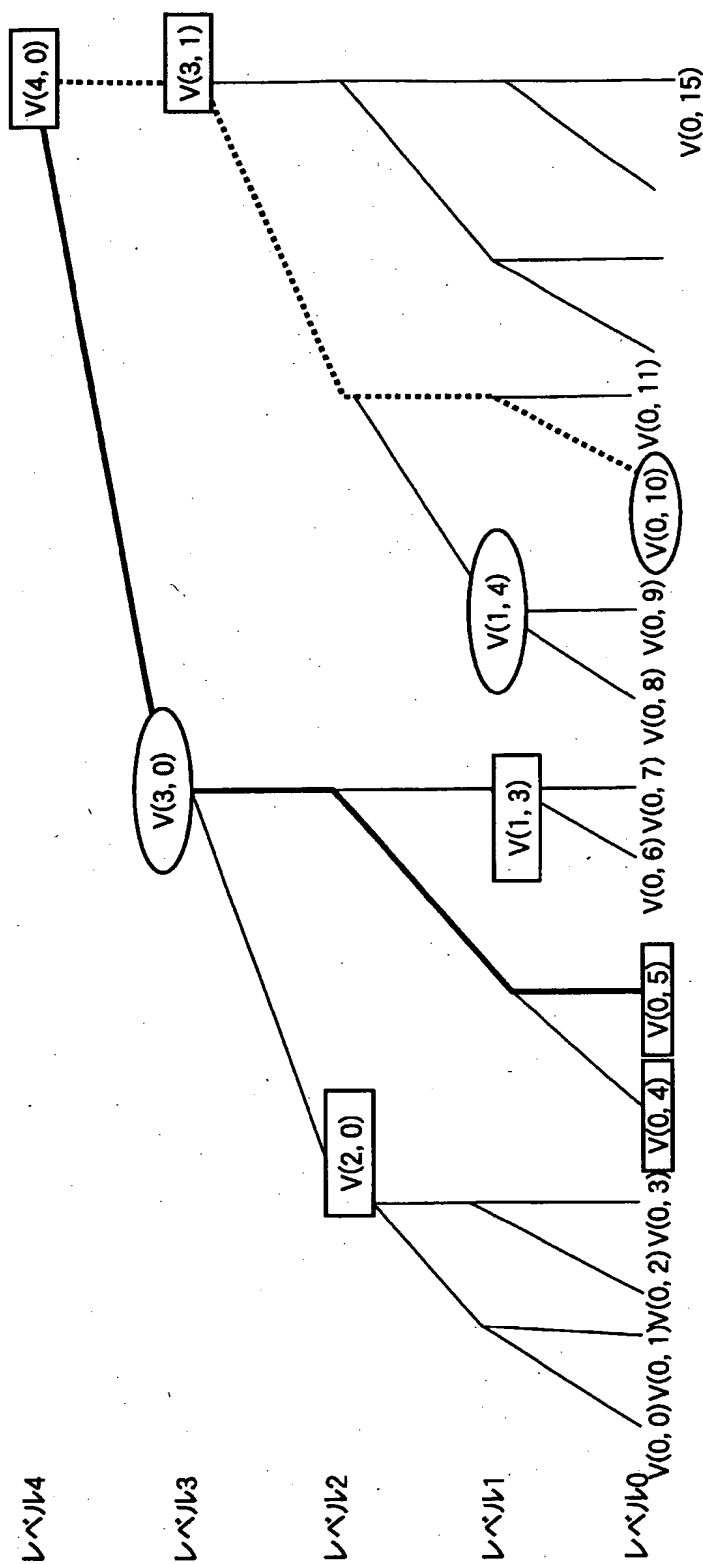 レベル4
V(4, 0)
レベル3
V(3, 0)
V(3, 1)
レベル2
V(2, 0)
レベル1
V(1, 3)
V(1, 4)
レベル0
V(0, 0)
V(0, 1)
V(0, 2)
V(0, 3)
V(0, 4)
V(0, 5)
V(0, 6)
V(0, 7)
V(0, 8)
V(0, 9)
V(0, 10)
V(0, 11)
V(0, 15)